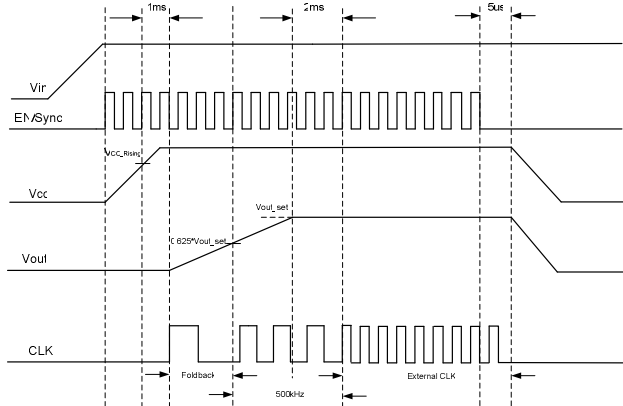 1ms
2ms
5us
Vin
EN/Sync
VCC_Rising
Vcc
Vout_set
0.625*Vout_set
Vout
CLK
Foldback
External CLK
500kHz